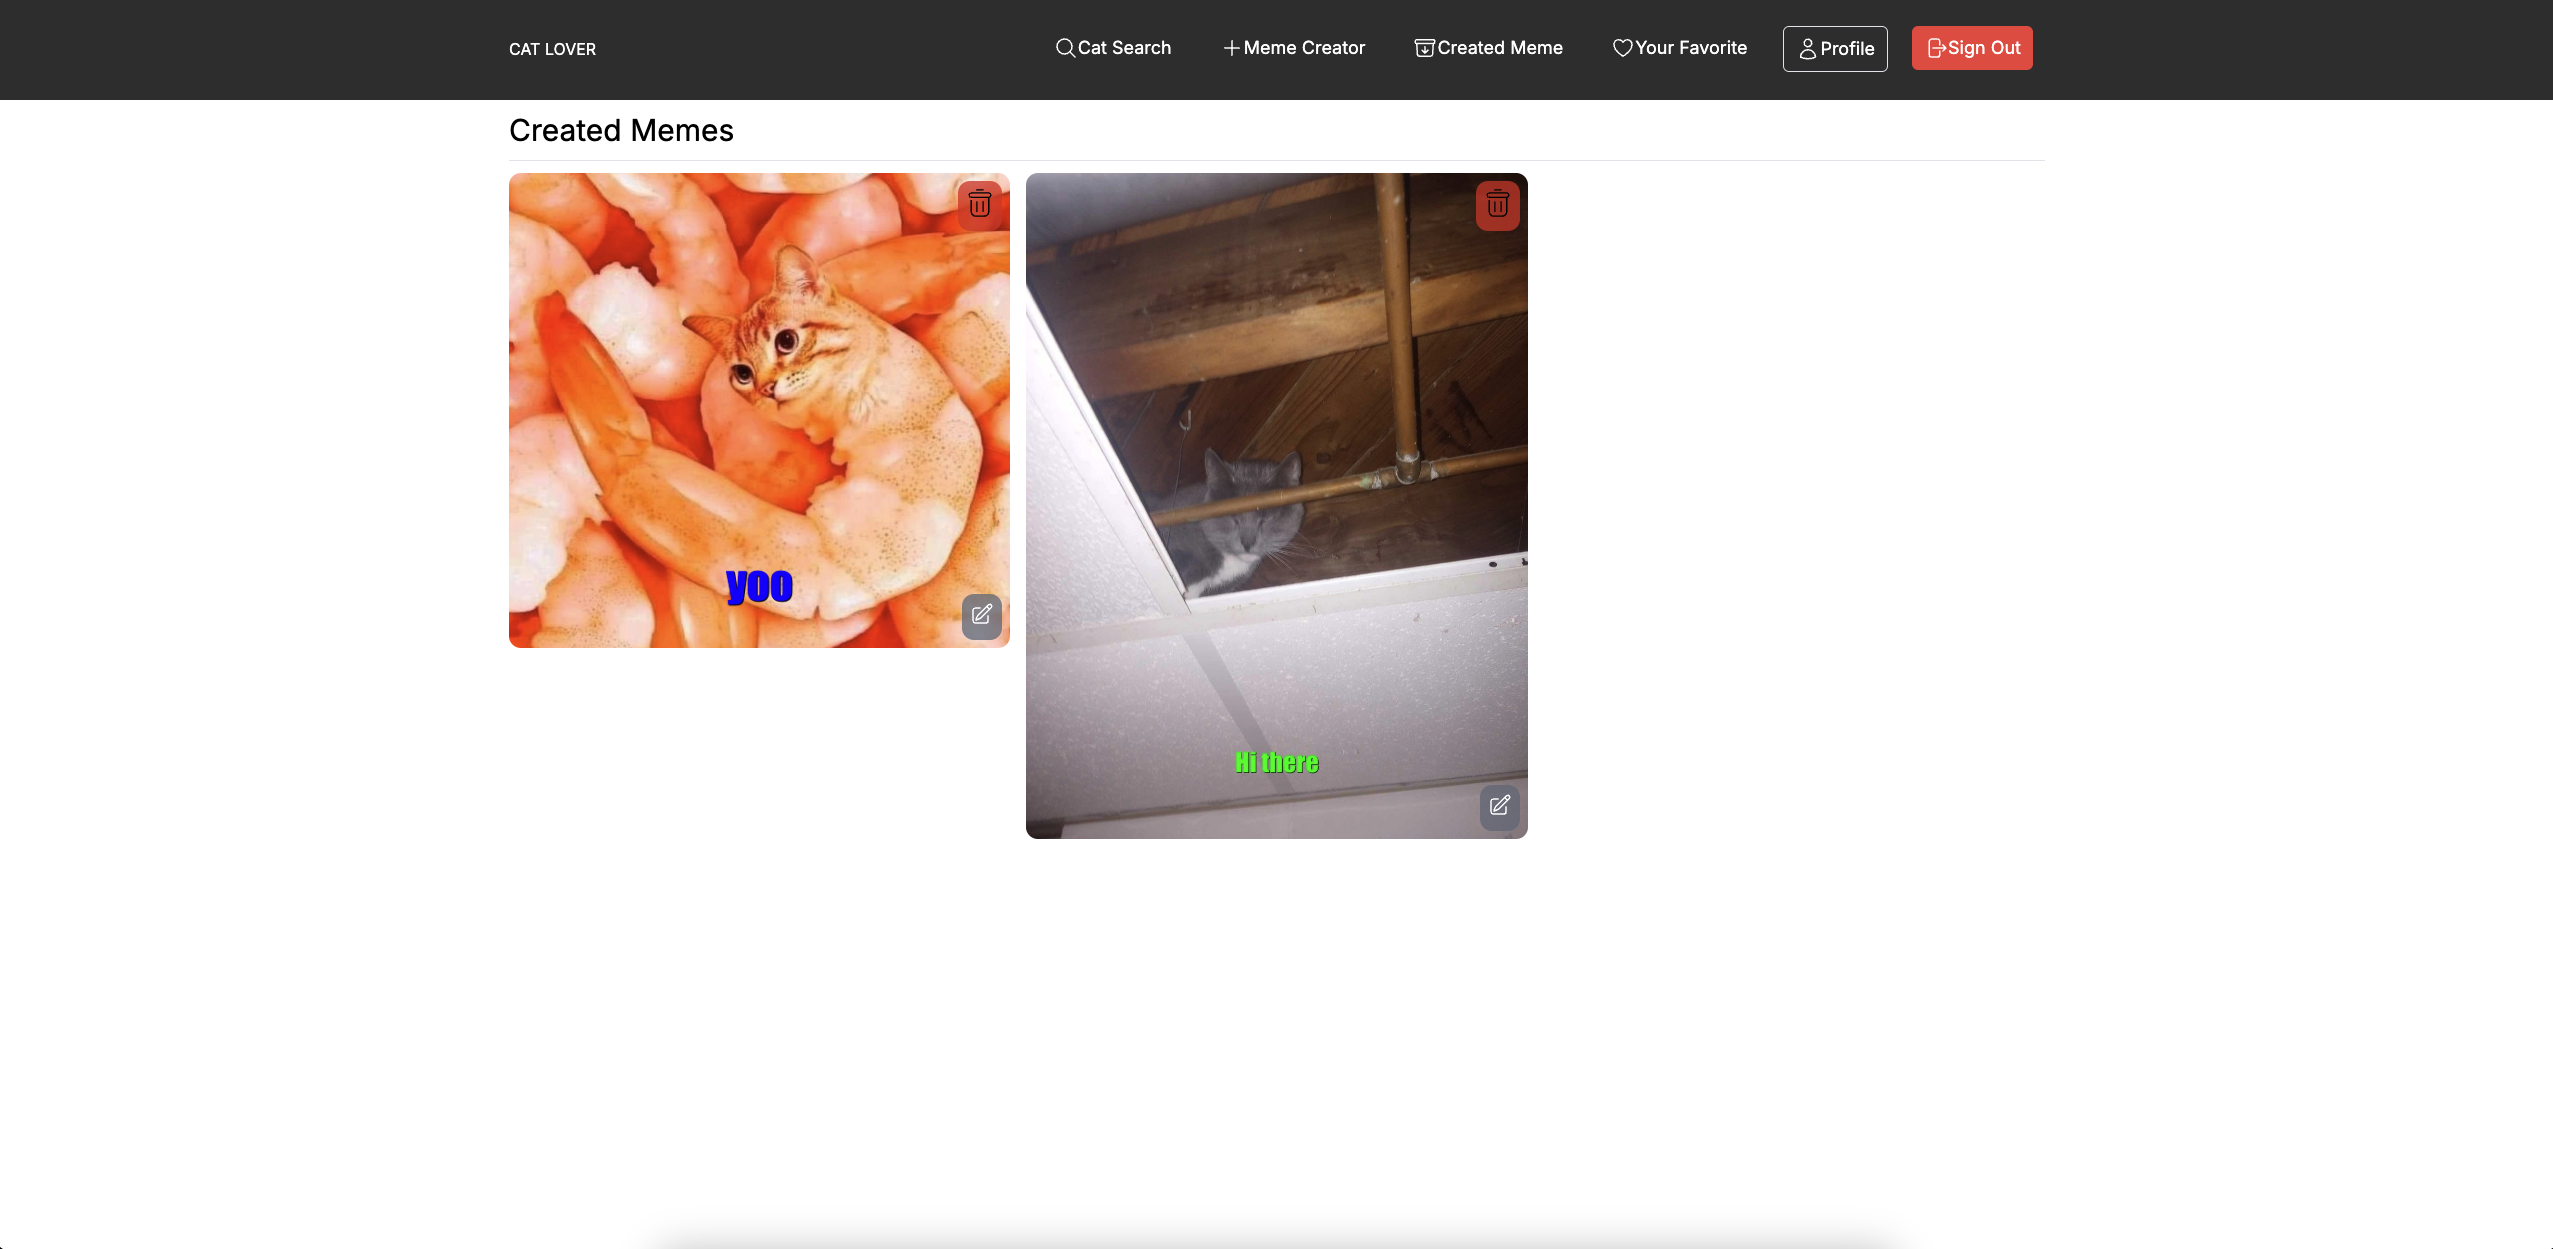 CAT LOVER
Cat Search
Meme Creator
Created Meme
Your Favorite
Profile
Sign Out
Created Memes
yoo
Hi there